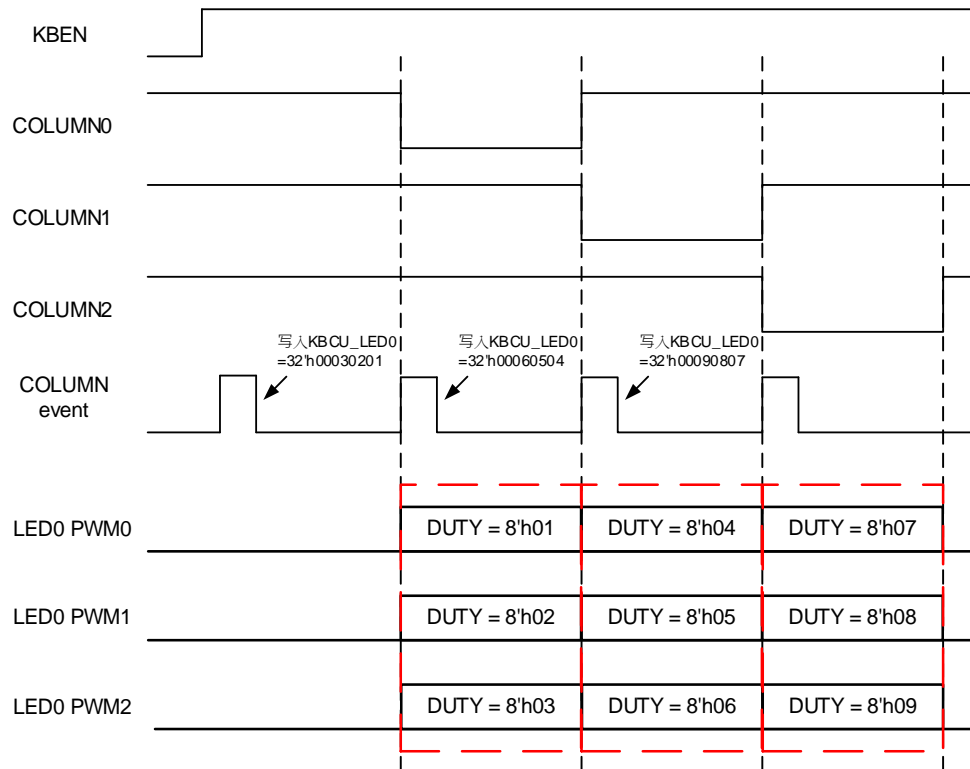 KBEN
COLUMN0
COLUMN1
COLUMN2
写入KBCU_LED0
=32'h00030201
写入KBCU_LED0
=32'h00060504
写入KBCU_LED0
=32'h00090807
COLUMN
event
LED0 PWM0
DUTY = 8'h01
DUTY = 8'h04
DUTY = 8'h07
LED0 PWM1
DUTY = 8'h02
DUTY = 8'h05
DUTY = 8'h08
LED0 PWM2
DUTY = 8'h03
DUTY = 8'h06
DUTY = 8'h09